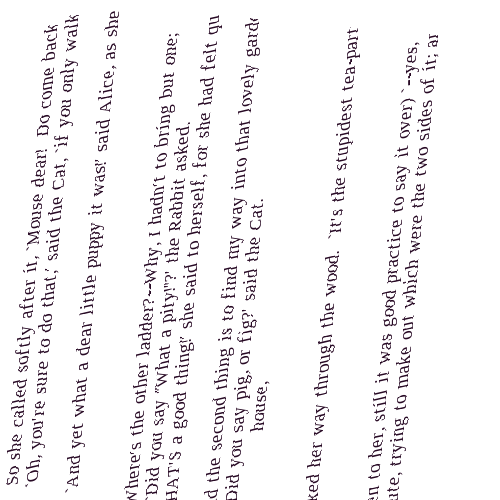 So she called softly after it, `Mouse dear!  Do come back
`Oh, you're sure to do that,' said the Cat, `if you only walk
`And yet what a dear little puppy it was!' said Alice, as she
Where's the other ladder?--Why, I hadn't to bring but one;
`Did you say "What a pity!"?' the Rabbit asked.
HAT'S a good thing!' she said to herself, for she had felt qu
d the second thing is to find my way into that lovely gard
Did you say pig, or fig?' said the Cat.
house,
ked her way through the wood.  `It's the stupidest tea-part
en to her, still it was good practice to say it over) `--yes,
ute, trying to make out which were the two sides of it; ar